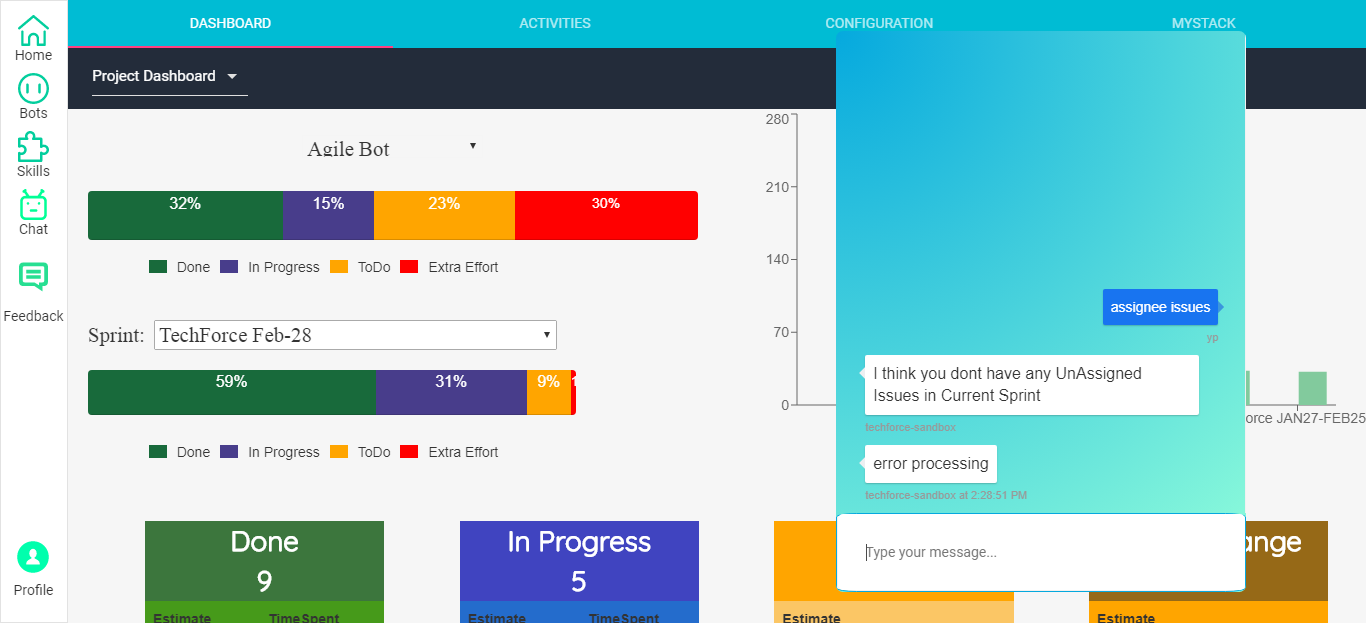 DASHBOARD
ACTIVITIES
CONFIGURATION
MYSTACK
Home
Bots
Skills
Chat
Feedback
Profile
Project Dashboard
Agile Bot
32%
15%
23%
30%
Done
In Progress
ToDo
Extra Effort
Sprint:
TechForce Feb-28
59%
31%
9%
Done
In Progress
ToDo
Extra Effort
280
210
140
70
0
orce JAN27-FEB25
assignee issues
yp
I think you dont have any UnAssigned
Issues in Current Sprint
techforce-sandbox
error processing
techforce-sandbox at 2:28:51 PM
Type your message...
Done
9
Estimate
TimeSpent
In Progress
5
Estimate
TimeSpent
Estimate
ange
Estimate